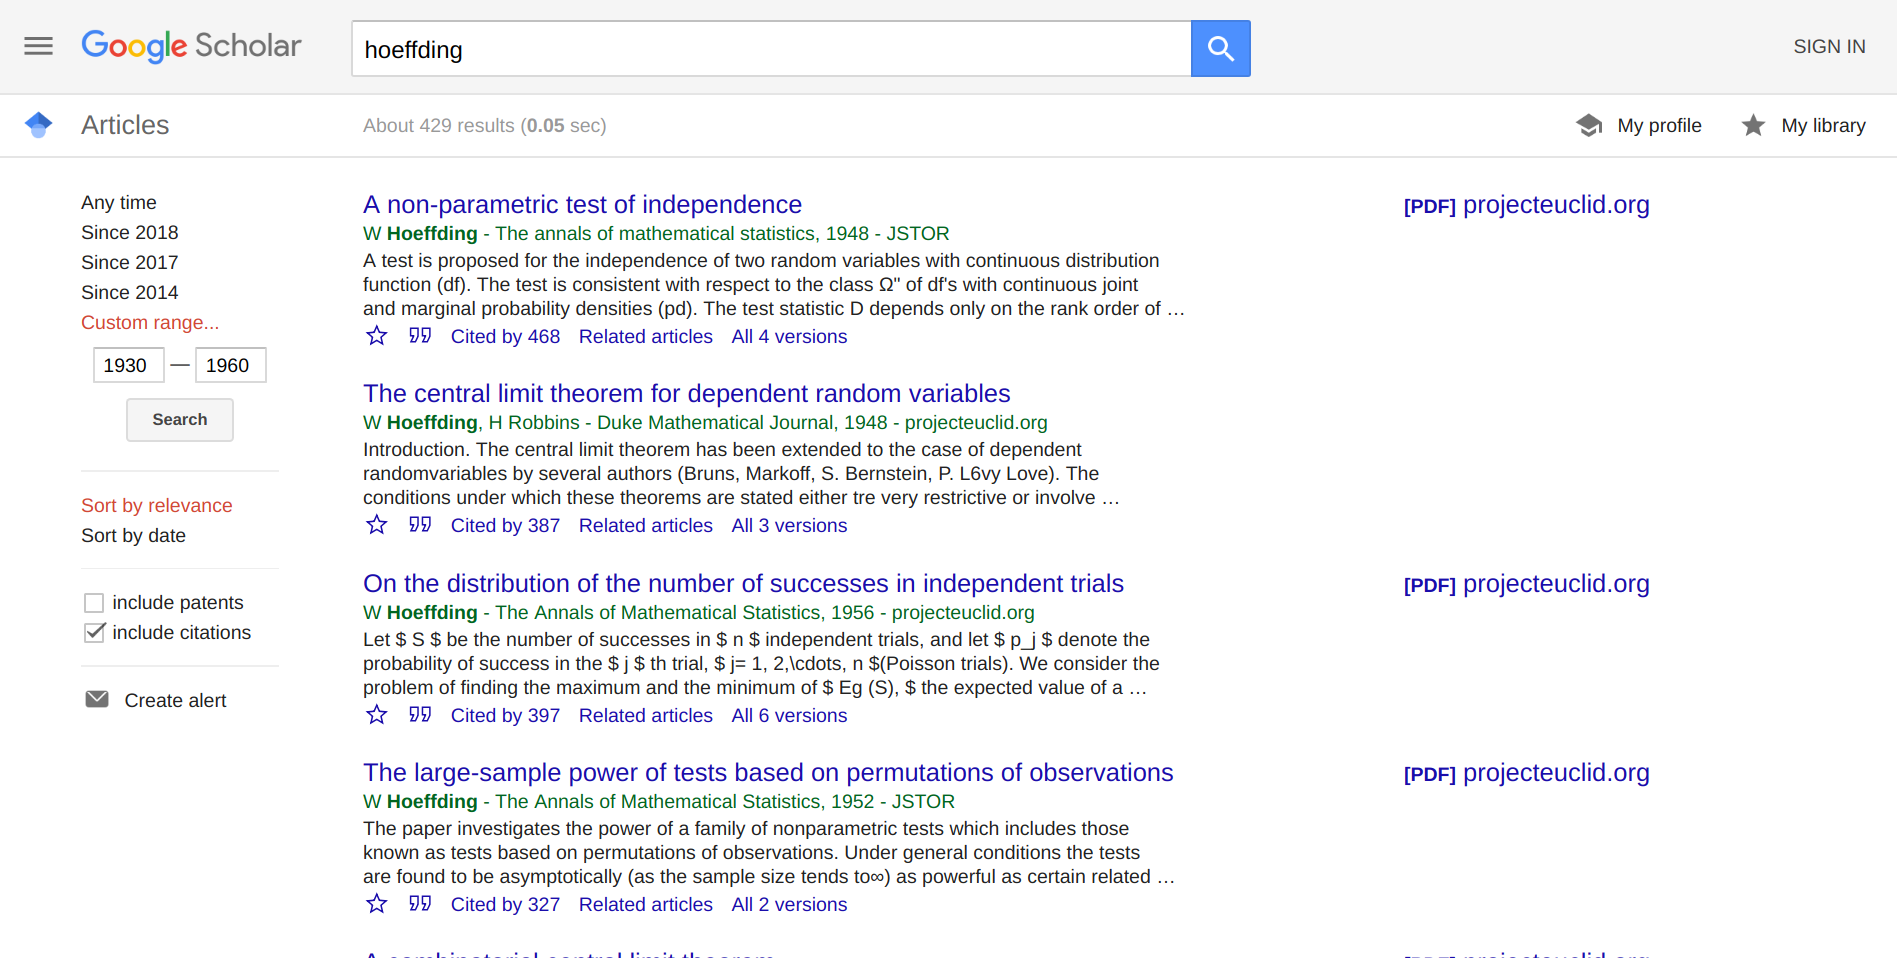 Google Scholar
hoeffding
SIGN IN
Articles
About 429 results (0.05 sec)
My profile
My library
Any time
Since 2018
Since 2017
Since 2014
Custom range...
1930 — 1960
Search
Sort by relevance
Sort by date
include patents
include citations
Create alert
A non-parametric test of independence
[PDF] projecteuclid.org
W Hoeffding - The annals of mathematical statistics, 1948 - JSTOR
A test is proposed for the independence of two random variables with continuous distribution
function (df). The test is consistent with respect to the class Ω" of df's with continuous joint
and marginal probability densities (pd). The test statistic D depends only on the rank order of …
Cited by 468 Related articles All 4 versions
The central limit theorem for dependent random variables
W Hoeffding, H Robbins - Duke Mathematical Journal, 1948 - projecteuclid.org
Introduction. The central limit theorem has been extended to the case of dependent
randomvariables by several authors (Bruns, Markoff, S. Bernstein, P. L6vy Love). The
conditions under which these theorems are stated either tre very restrictive or involve …
Cited by 387 Related articles All 3 versions
On the distribution of the number of successes in independent trials
[PDF] projecteuclid.org
W Hoeffding - The Annals of Mathematical Statistics, 1956 - projecteuclid.org
Let $ S $ be the number of successes in $ n $ independent trials, and let $ p_j $ denote the
probability of success in the $ j $ th trial, $ j= 1, 2,\cdots, n $(Poisson trials). We consider the
problem of finding the maximum and the minimum of $ Eg (S), $ the expected value of a …
Cited by 397 Related articles All 6 versions
The large-sample power of tests based on permutations of observations
[PDF] projecteuclid.org
W Hoeffding - The Annals of Mathematical Statistics, 1952 - JSTOR
The paper investigates the power of a family of nonparametric tests which includes those
known as tests based on permutations of observations. Under general conditions the tests
are found to be asymptotically (as the sample size tends to∞) as powerful as certain related …
Cited by 327 Related articles All 2 versions
A combinatorial central limit theorem
[PDF] projecteuclid.org